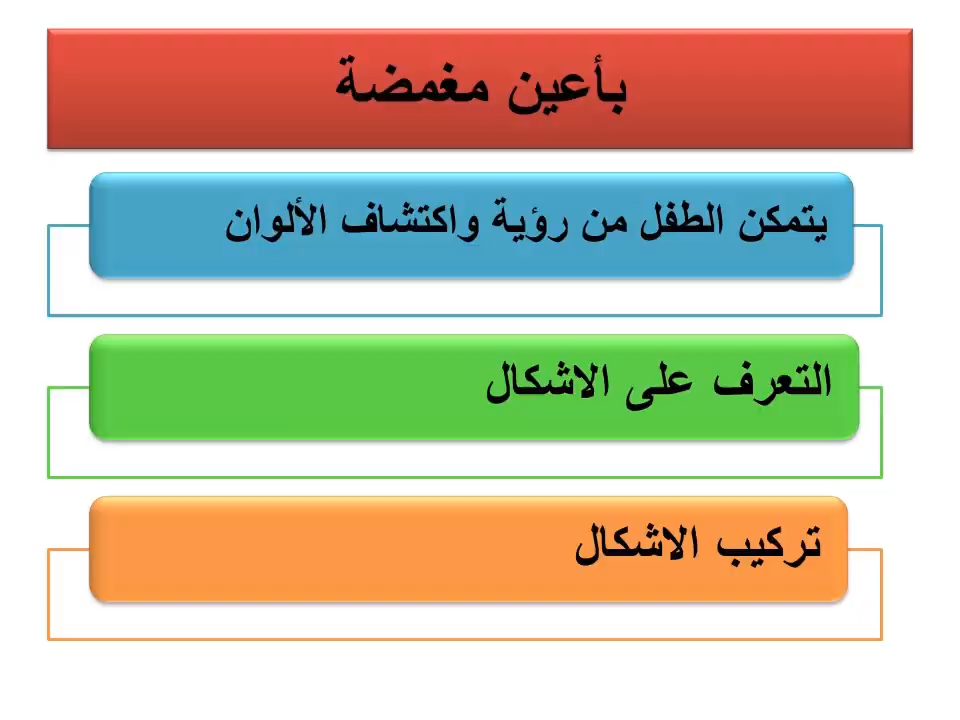 بأعين مغمضة
يتمكن الطفل من رؤية واكتشاف الألوان
التعرف على الاشكال
تركيب الاشكال